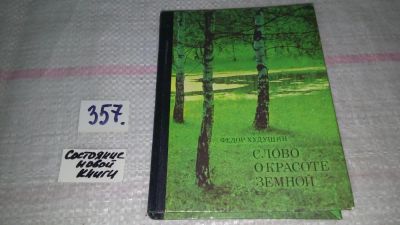 357.
Состояние
новой
книги
ФЕДОР ХУДУШИН
СЛОВО
О КРАСОТЕ
ЗЕМНОЙ